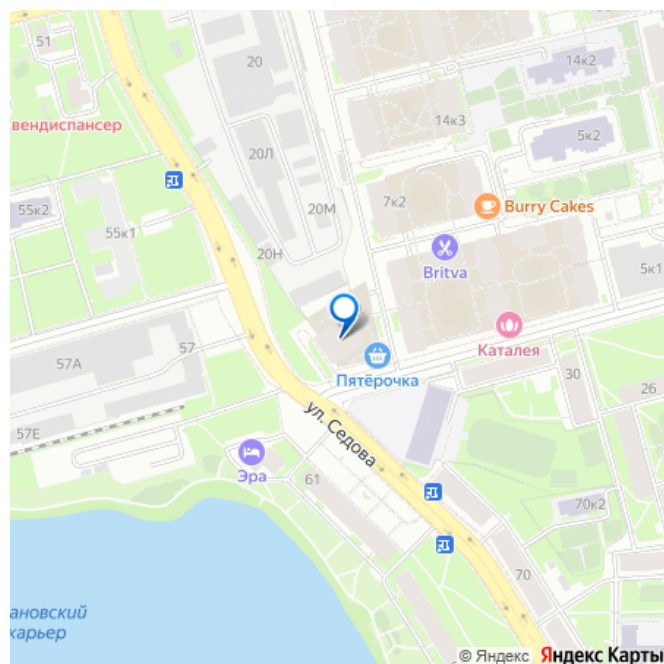 51
20
14к2
вендиспансер
14к3
5к2
20Л
7к2
Burry Cakes
55к2
20М
55к1
20Н
Britva
5к1
57
Каталея
57А
Пятёрочка
30
26
ул. Седова
57Е
Эра
61
70к2
70
ановский
карьер
© Яндекс Яндекс Карты